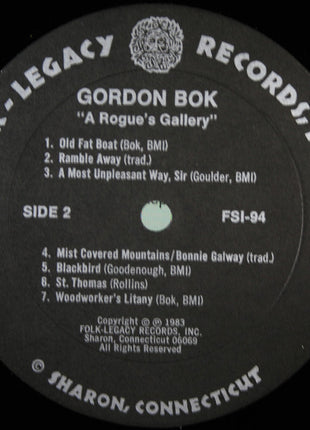 - LEGACY RECORDS,
GORDON BOK
"A Rogue's Gallery"
1. Old Fat Boat (Bok, BMI)
2. Ramble Away (trad.)
3. A Most Unpleasant Way, Sir (Goulder, BMI)
SIDE 2 FSI-94
4. Mist Covered Mountains/Bonnie Galway (trad.)
5. Blackbird (Goodenough, BMI)
6. St. Thomas (Rollins)
7. Woodworker's Litany (Bok, BMI)
Copyright © ℗ 1983
FOLK-LEGACY RECORDS, INC.
Sharon, Connecticut 06069
All Rights Reserved
© SHARON, CONNECTICUT